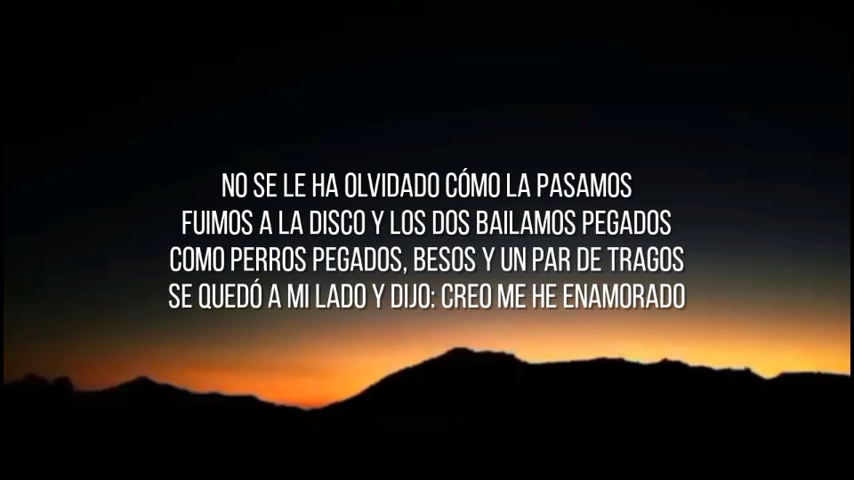 NO SE LE HA OLVIDADO CÓMO LA PASAMOS
FUIMOS A LA DISCO Y LOS DOS BAILAMOS PEGADOS
COMO PERROS PEGADOS, BESOS Y UN PAR DE TRAGOS
SE QUEDÓ A MI LADO Y DIJO: CREO ME HE ENAMORADO